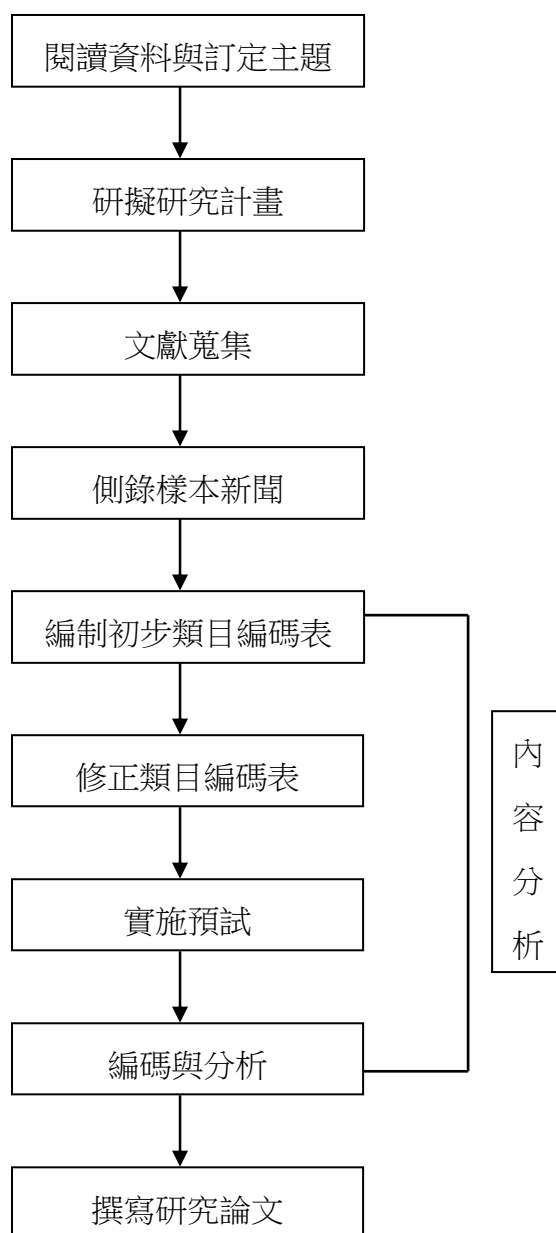 閱讀資料與訂定主題
研擬研究計畫
文獻蒐集
側錄樣本新聞
編制初步類目編碼表
修正類目編碼表
實施預試
編碼與分析
撰寫研究論文
內
容
分
析